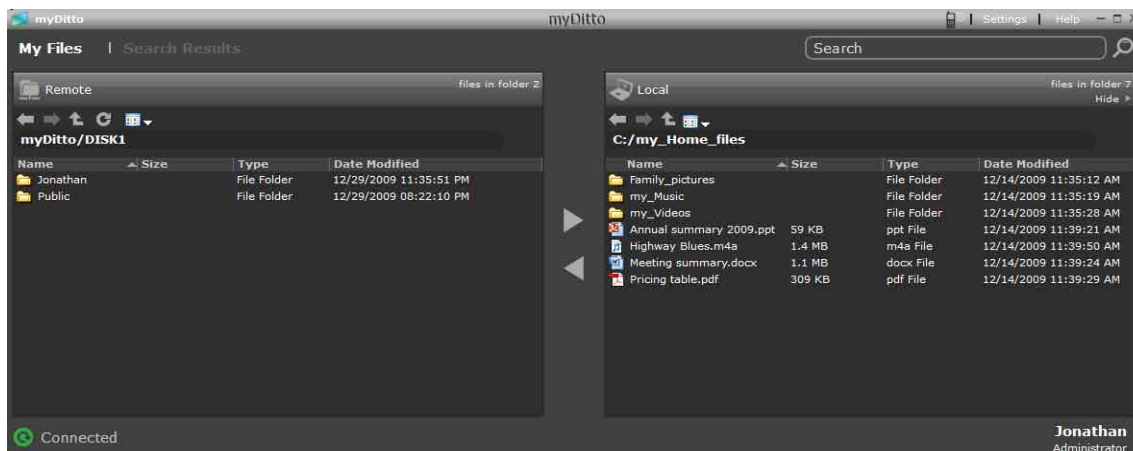 myDitto
myDitto
Settings | Help
My Files | Search Results
Search
Remote
files in folder 2
myDitto/DISK1
Name Size Type Date Modified
Jonathan File Folder 12/29/2009 11:35:51 PM
Public File Folder 12/29/2009 08:22:10 PM
Local
files in folder 7
Hide
C:/my_Home_files
Name Size Type Date Modified
Family_pictures File Folder 12/14/2009 11:35:12 AM
my_Music File Folder 12/14/2009 11:35:19 AM
my_Videos File Folder 12/14/2009 11:35:28 AM
Annual summary 2009.ppt 59 KB ppt File 12/14/2009 11:39:21 AM
Highway Blues.m4a 1.4 MB m4a File 12/14/2009 11:39:50 AM
Meeting summary.docx 1.1 MB docx File 12/14/2009 11:39:24 AM
Pricing table.pdf 309 KB pdf File 12/14/2009 11:39:29 AM
Connected
Jonathan
Administrator